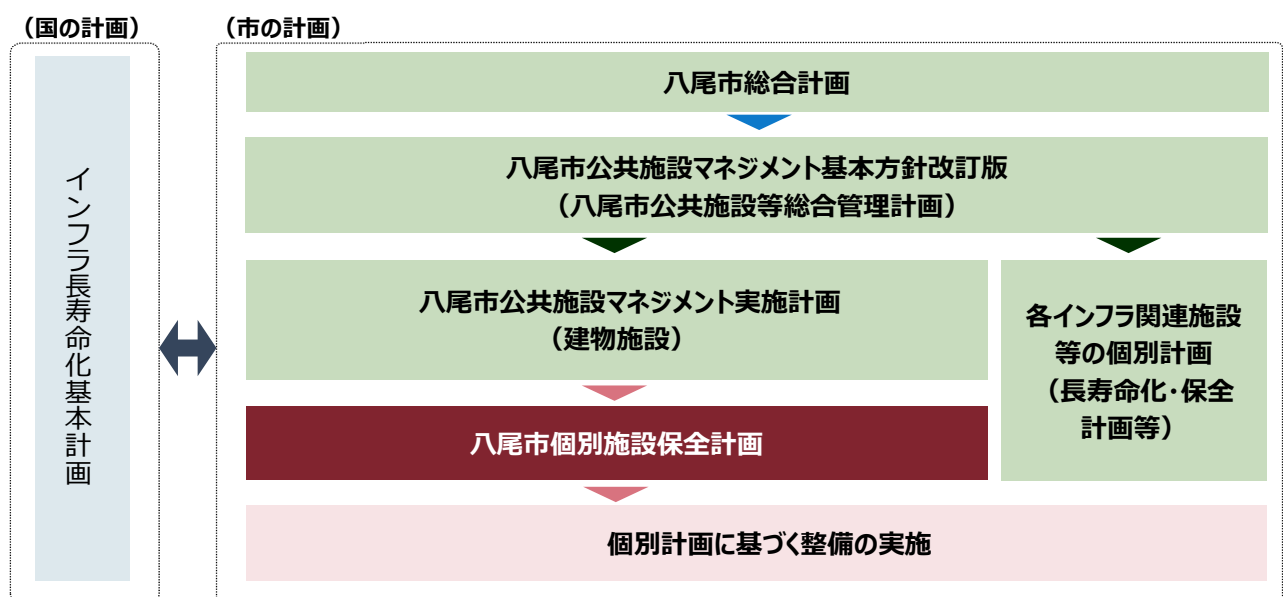 （国の計画）
インフラ長寿命化基本計画
（市の計画）
八尾市総合計画
八尾市公共施設マネジメント基本方針改訂版
（八尾市公共施設等総合管理計画）
八尾市公共施設マネジメント実施計画
（建物施設）
各インフラ関連施設
等の個別計画
（長寿命化・保全
計画等）
八尾市個別施設保全計画
個別計画に基づく整備の実施